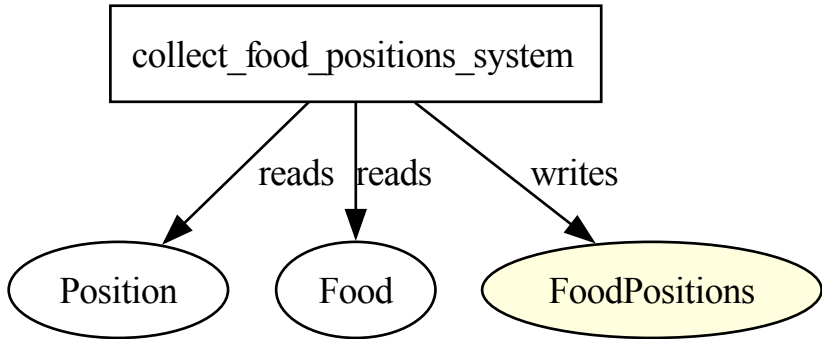 collect_food_positions_system
reads
reads
writes
Position
Food
FoodPositions